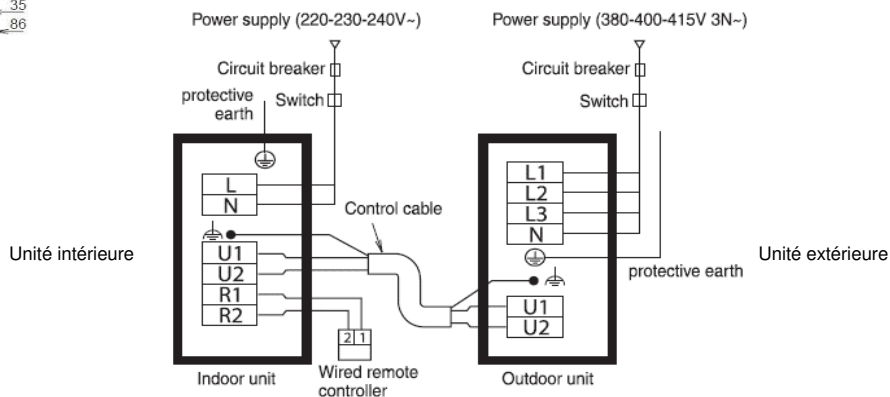 35
86
Power supply (220-230-240V~)
Power supply (380-400-415V 3N~)
Circuit breaker
Circuit breaker
protective
earth
Switch
Switch
L
N
L1
L2
L3
N
Control cable
Unité intérieure
Unité extérieure
U1
U2
R1
R2
protective earth
U1
U2
2 1
Indoor unit
Wired remote
controller
Outdoor unit